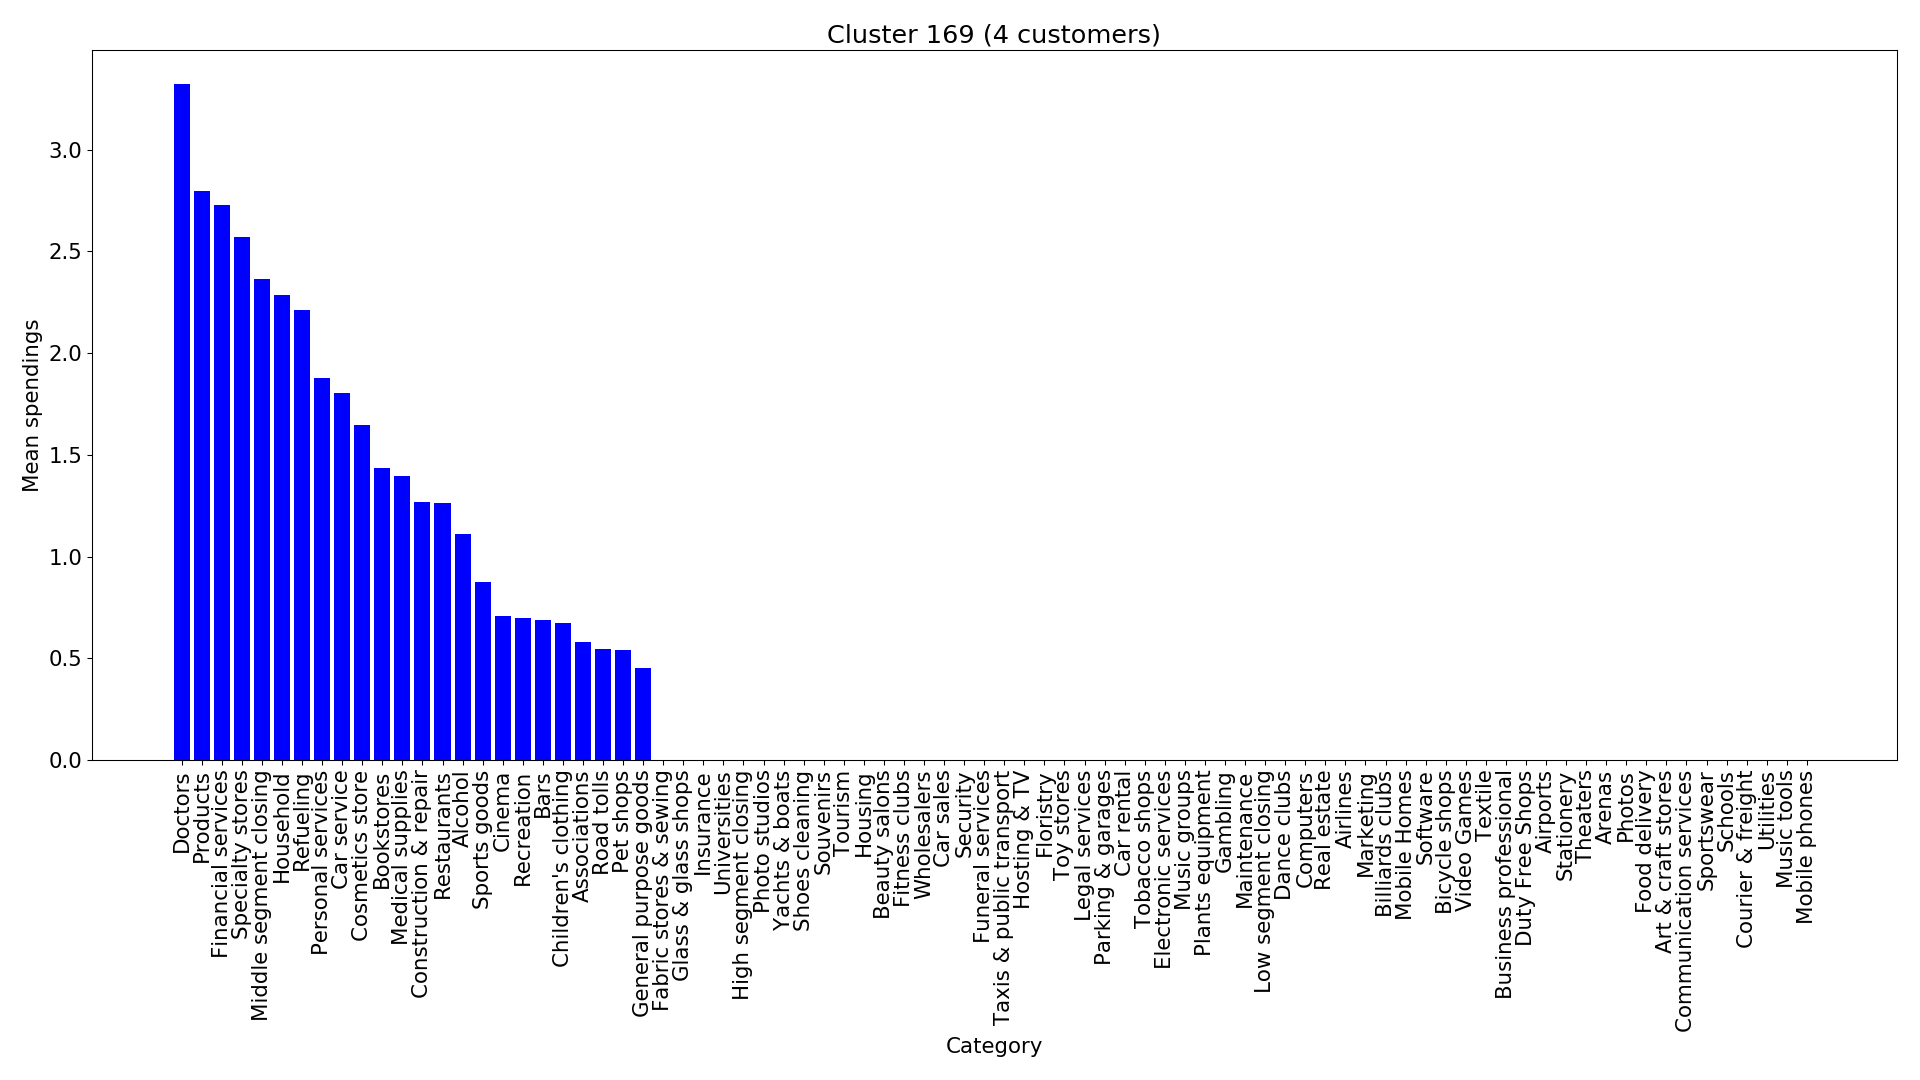 Cluster 169 (4 customers)
Mean spendings
3.0
2.5
2.0
1.5
1.0
0.5
0.0
Doctors
Products
Financial services
Specialty stores
Middle segment closing
Household
Refuelling
Personal services
Car service
Cosmetics store
Bookstores
Medical supplies
Construction & repair
Restaurants
Alcohol
Sports goods
Cinema
Recreation
Bars
Children's clothing
Associations
Road tolls
Pet shops
General purpose goods
Fabric stores & sewing
Glass & glass shops
Insurance
Universities
High segment closing
Photo studios
Yachts & boats
Shoes cleaning
Souvenirs
Tourism
Housing
Beauty salons
Fitness clubs
Wholesalers
Car sales
Security
Funeral services
Taxis & public transport
Hosting & TV
Floristry
Toy stores
Legal services
Parking & garages
Car rental
Tobacco shops
Electronic services
Music groups
Plants equipment
Gambling
Maintenance
Low segment closing
Dance clubs
Computers
Real estate
Airlines
Marketing
Billiards clubs
Mobile Homes
Software
Bicycle shops
Video Games
Textile
Business professional
Duty Free Shops
Airports
Stationery
Theaters
Arenas
Photos
Food delivery
Art & craft stores
Communication services
Sportswear
Schools
Courier & freight
Utilities
Music tools
Mobile phones
Category